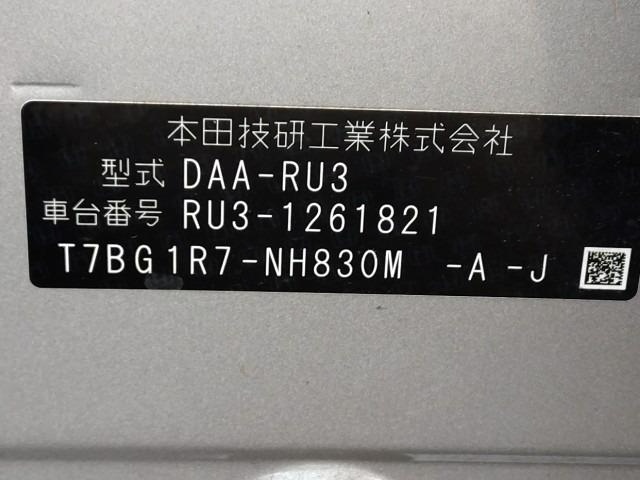 本田技研工業株式会社
型式 DAA-RU3
車台番号 RU3-1261821
T7BG1R7-NH830M -A-J